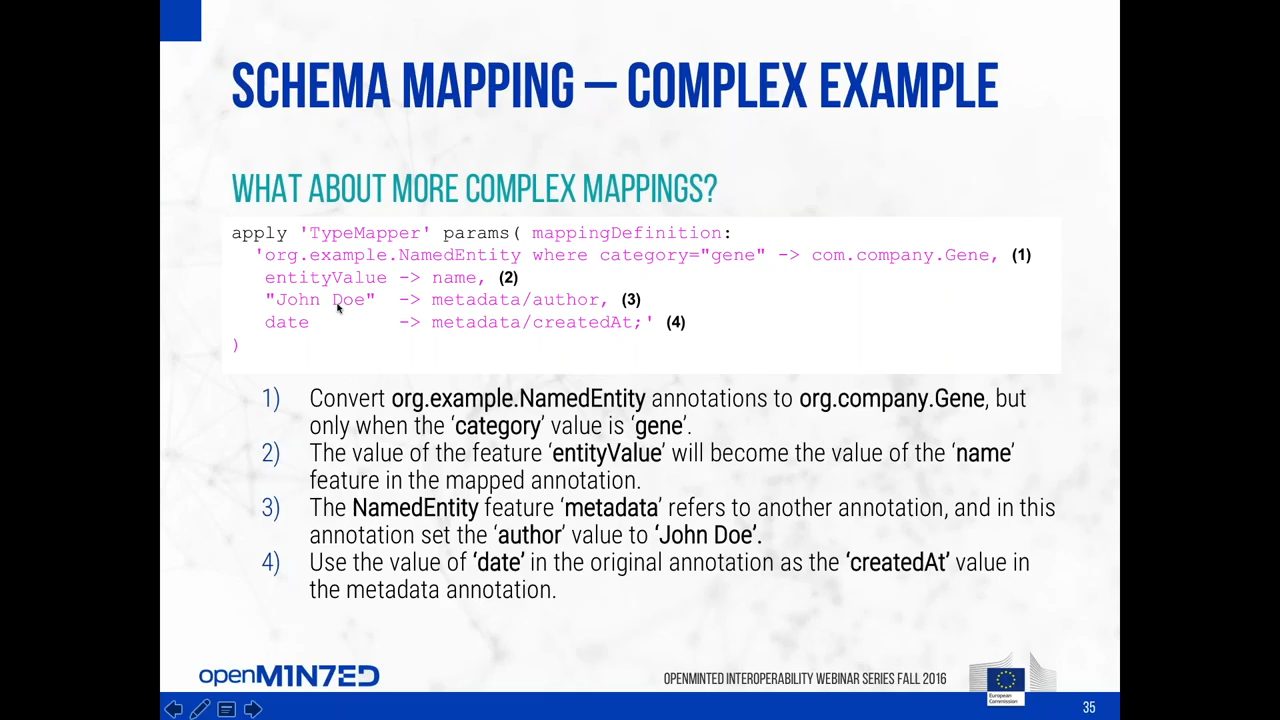 SCHEMA MAPPING – COMPLEX EXAMPLE
WHAT ABOUT MORE COMPLEX MAPPINGS?
apply 'TypeMapper' params( mappingDefinition:
'org.example.NamedEntity where category="gene" -> com.company.Gene, (1)
entityValue -> name, (2)
"John Doe" -> metadata/author, (3)
date -> metadata/createdAt;' (4)
)
1) Convert org.example.NamedEntity annotations to org.company.Gene, but
only when the ‘category’ value is ‘gene’.
2) The value of the feature ‘entityValue’ will become the value of the ‘name’
feature in the mapped annotation.
3) The NamedEntity feature ‘metadata’ refers to another annotation, and in this
annotation set the ‘author’ value to ‘John Doe’.
4) Use the value of ‘date’ in the original annotation as the ‘createdAt’ value in
the metadata annotation.
openM1N7ED
OPENMINTED INTEROPERABILITY WEBINAR SERIES FALL 2016
European
Commission
35